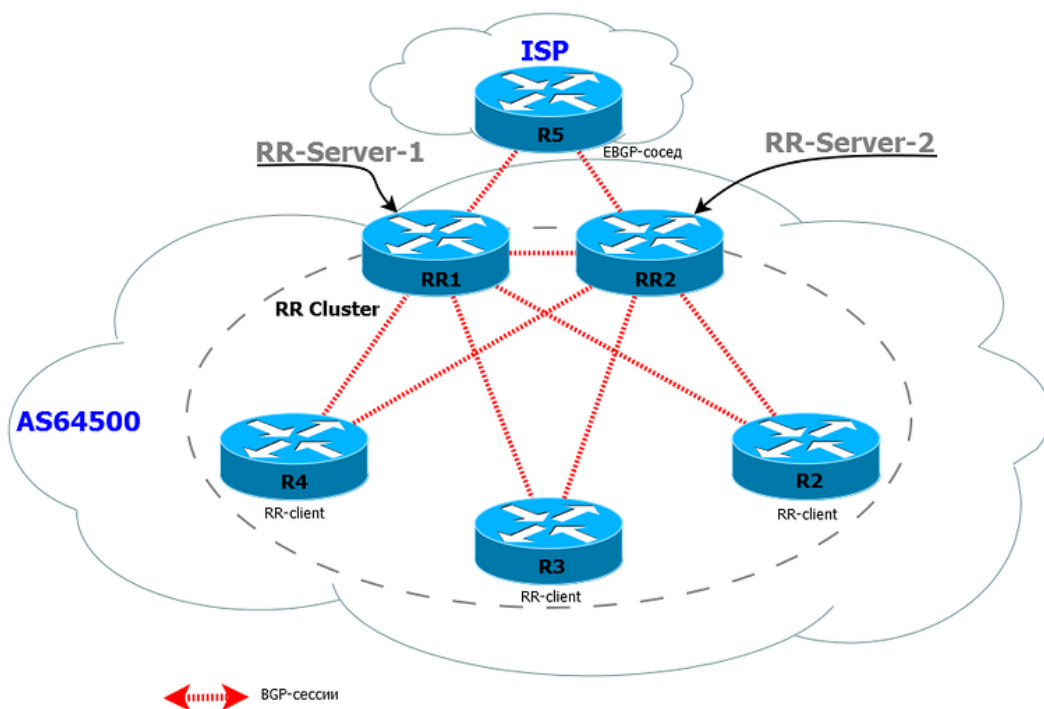 ISP
R5
EBGP-сосед
RR-Server-1
RR-Server-2
RR1
RR2
RR Cluster
AS64500
R4
RR-client
R2
RR-client
R3
RR-client
BGP-сессии